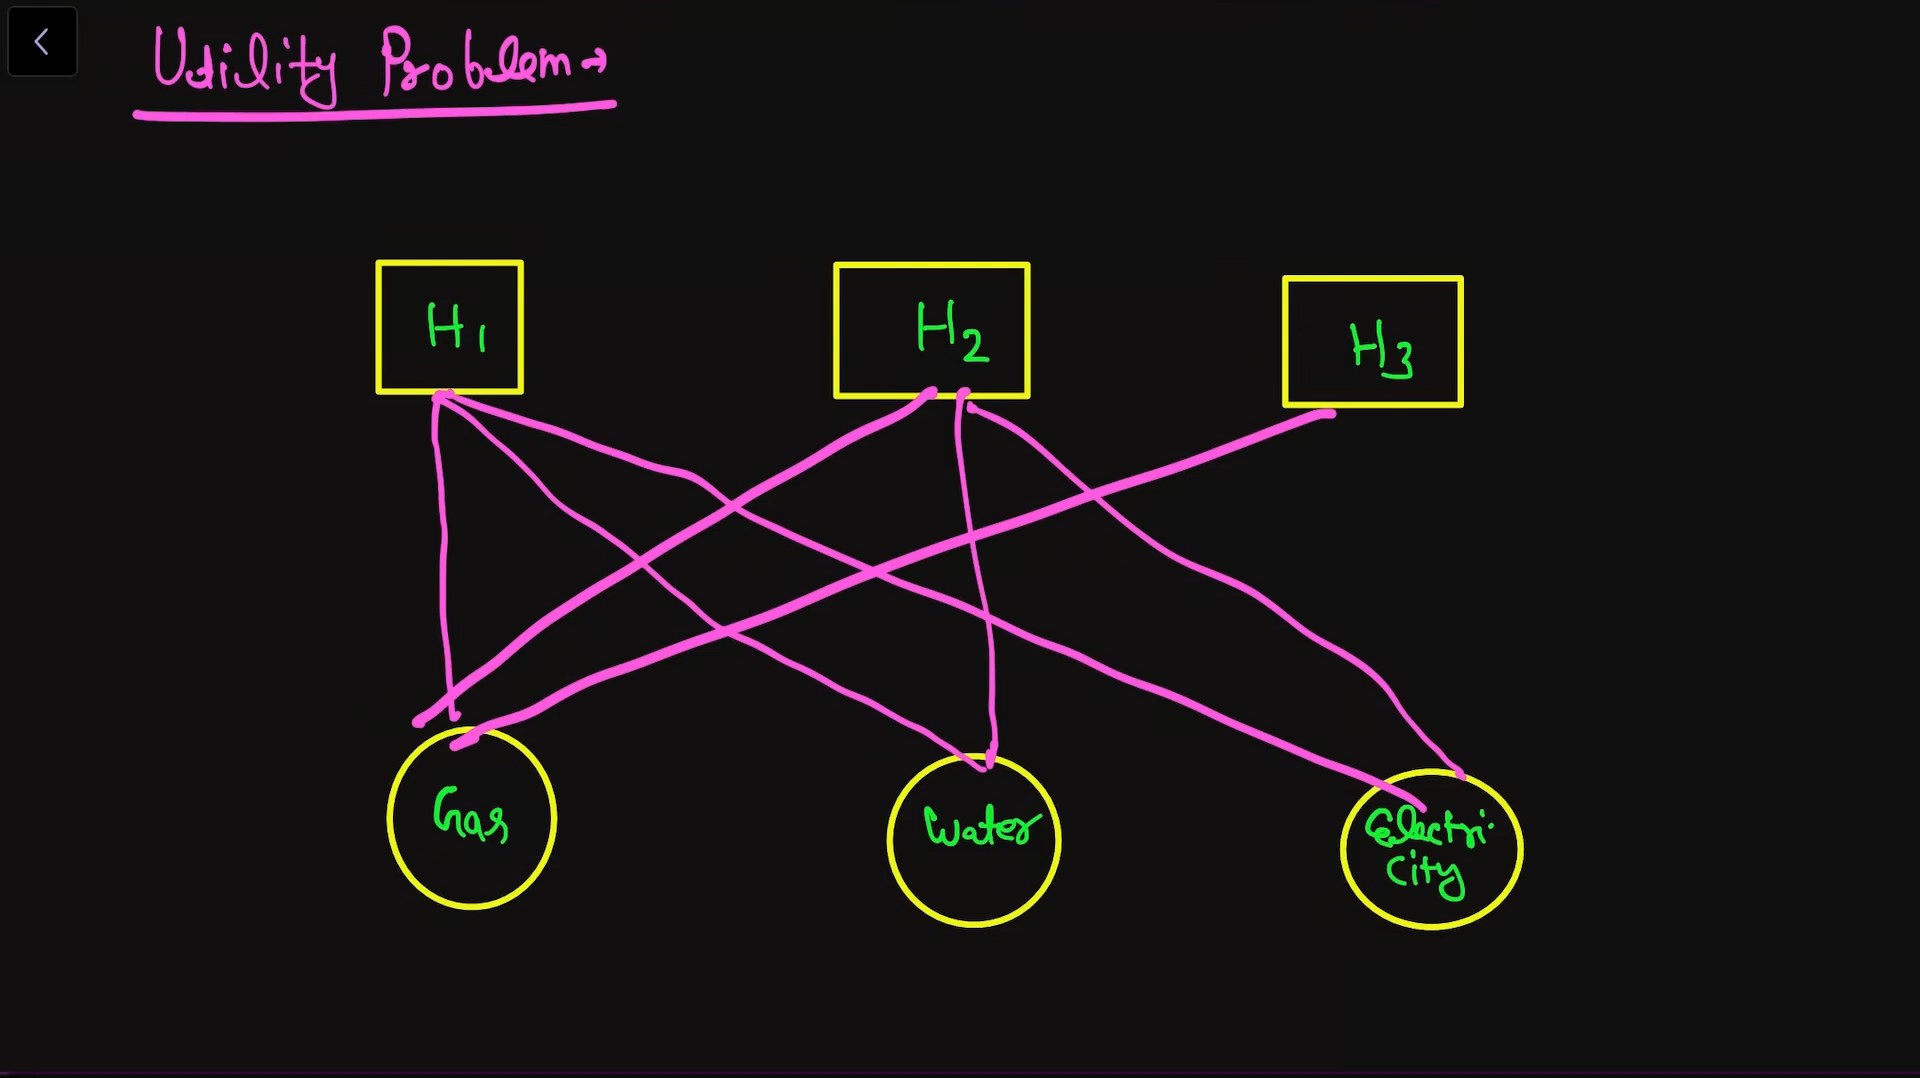 Utility Problem →
H1 H2 H3
Gas Water Electri-
city